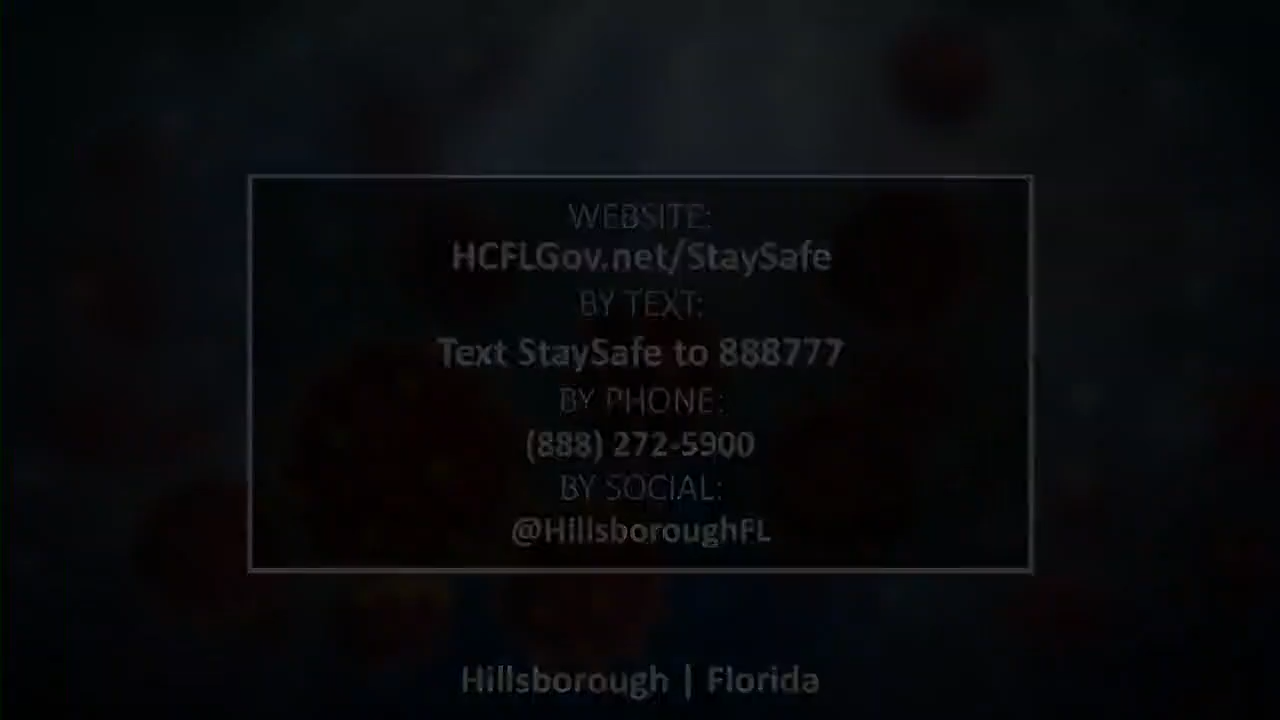 WEBSITE:
HCFLGov.net/StaySafe
BY TEXT:
Text StaySafe to 888777
BY PHONE:
(888) 272-5900
BY SOCIAL:
@HillsboroughFL
Hillsborough | Florida